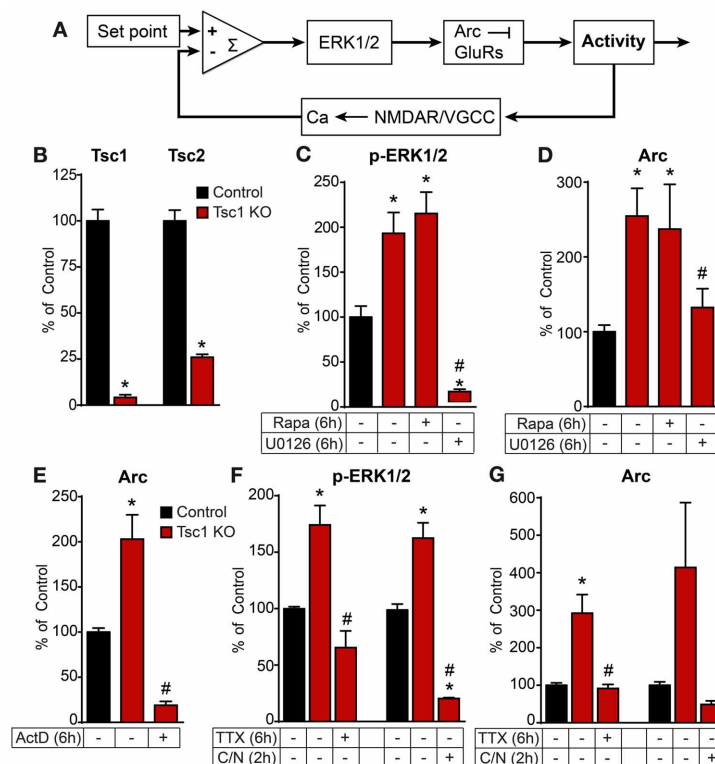 A
Set point
+
-
Σ
ERK1/2
Arc
GluRs
Activity
Ca
NMDAR/VGCC
B
Tsc1
Tsc2
% of Control
125
100
75
50
25
0
* *
Control
Tsc1 KO
C
p-ERK1/2
% of Control
250
200
150
100
50
0
* *
#
*
Rapa (6h) - - + -
U0126 (6h) - - - +
D
Arc
% of Control
300
200
100
0
* * #
Rapa (6h) - - + -
U0126 (6h) - - - +
E
Arc
% of Control
250
200
150
100
50
0
* #
Control
Tsc1 KO
ActD (6h) - - +
F
p-ERK1/2
% of Control
200
150
100
50
0
* # *
#
*
TTX (6h) - - + - - -
C/N (2h) - - - - - +
G
Arc
% of Control
600
500
400
300
200
100
0
* #
TTX (6h) - - + - - -
C/N (2h) - - - - - +